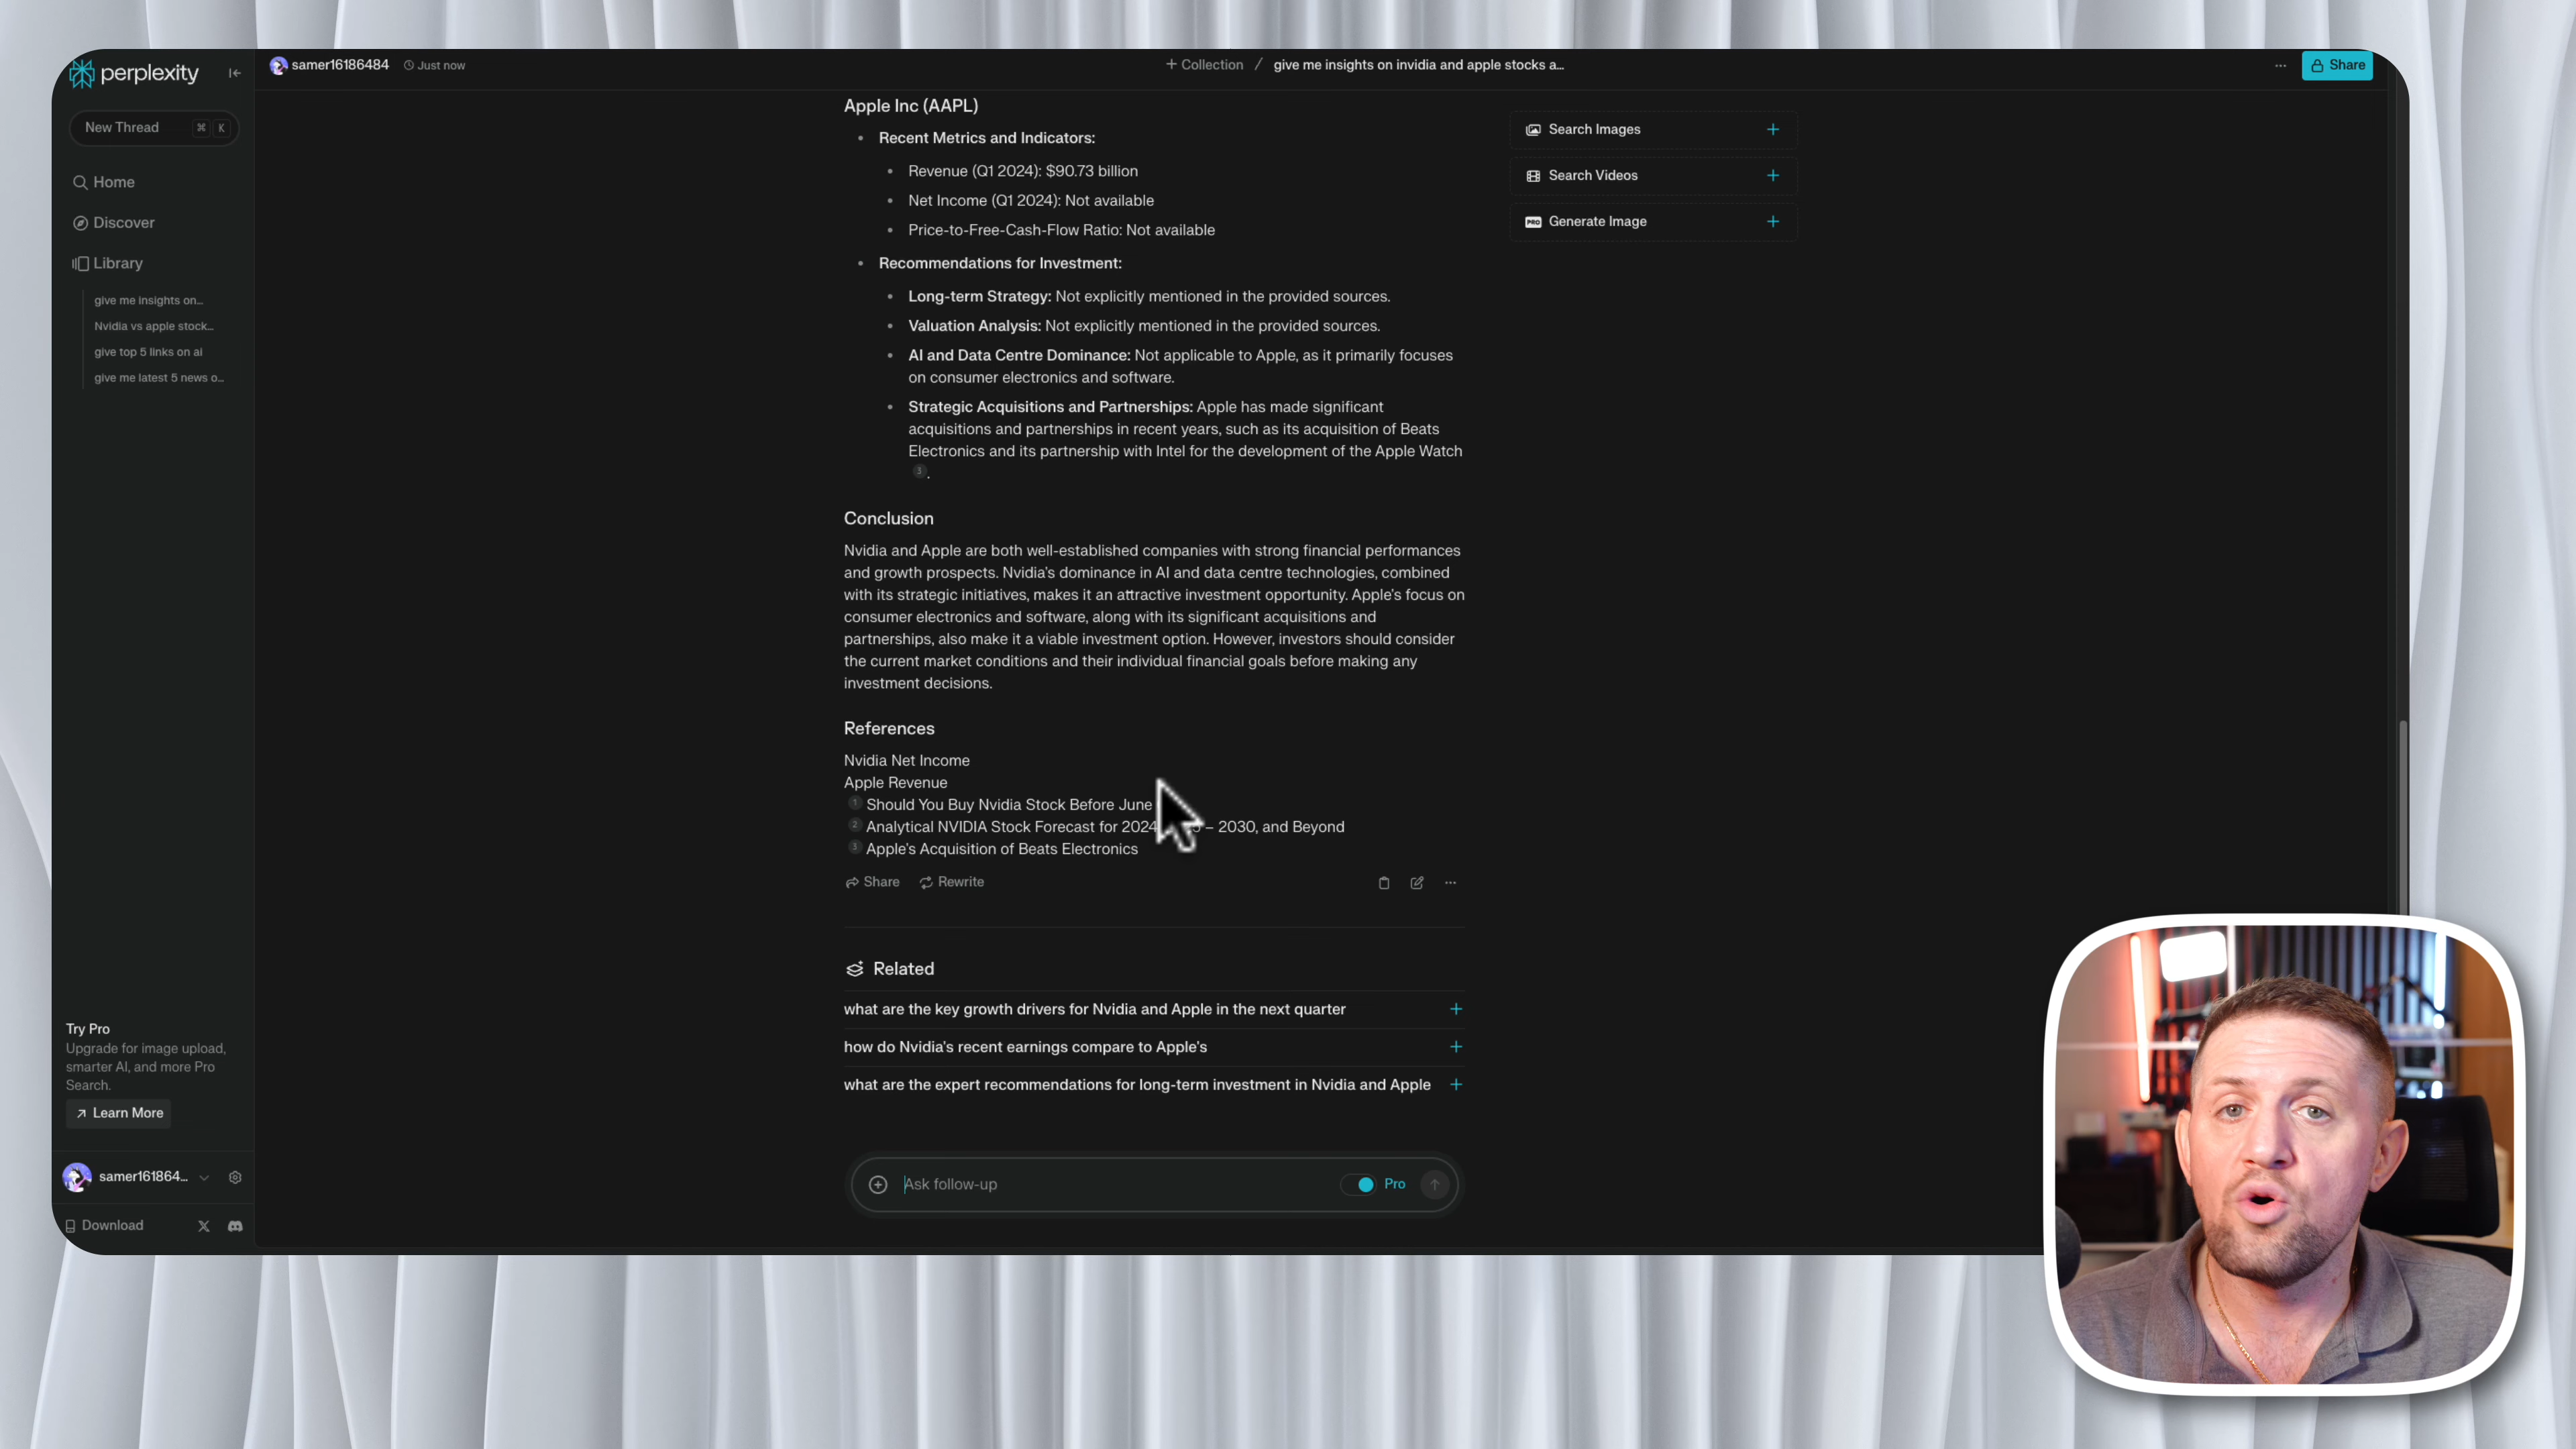 perplexity
New Thread ⌘ K
Home
Discover
Library
give me insights on...
Nvidia vs apple stock...
give top 5 links on ai
give me latest 5 news o...
Try Pro
Upgrade for image upload,
smarter AI, and more Pro
Search.
Learn More
samer161864...
Download
samer16186484 Just now
+ Collection / give me insights on invidia and apple stocks a...
Share
Apple Inc (AAPL)
• Recent Metrics and Indicators:
• Revenue (Q1 2024): $90.73 billion
• Net Income (Q1 2024): Not available
• Price-to-Free-Cash-Flow Ratio: Not available
• Recommendations for Investment:
• Long-term Strategy: Not explicitly mentioned in the provided sources.
• Valuation Analysis: Not explicitly mentioned in the provided sources.
• AI and Data Centre Dominance: Not applicable to Apple, as it primarily focuses
on consumer electronics and software.
• Strategic Acquisitions and Partnerships: Apple has made significant
acquisitions and partnerships in recent years, such as its acquisition of Beats
Electronics and its partnership with Intel for the development of the Apple Watch
3.
Conclusion
Nvidia and Apple are both well-established companies with strong financial performances
and growth prospects. Nvidia's dominance in AI and data centre technologies, combined
with its strategic initiatives, makes it an attractive investment opportunity. Apple's focus on
consumer electronics and software, along with its significant acquisitions and
partnerships, also make it a viable investment option. However, investors should consider
the current market conditions and their individual financial goals before making any
investment decisions.
References
Nvidia Net Income
Apple Revenue
1 Should You Buy Nvidia Stock Before June
2 Analytical NVIDIA Stock Forecast for 2024 – 2030, and Beyond
3 Apple's Acquisition of Beats Electronics
Share Rewrite
Related
what are the key growth drivers for Nvidia and Apple in the next quarter
how do Nvidia's recent earnings compare to Apple's
what are the expert recommendations for long-term investment in Nvidia and Apple
Ask follow-up Pro
Search Images
Search Videos
PRO Generate Image